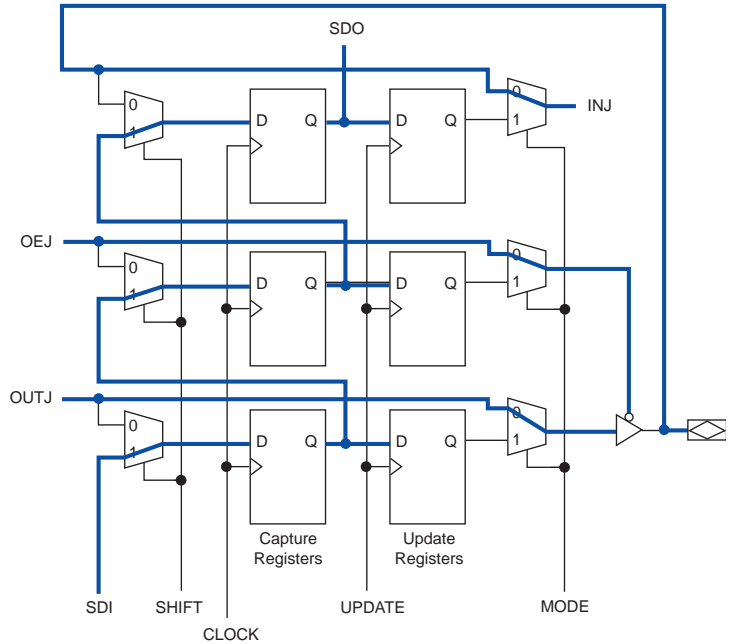 SDO
0
1
D Q
D Q
0
1
INJ
OEJ
0
1
D Q
D Q
0
1
OUTJ
0
1
D Q
D Q
0
1
Capture
Registers
Update
Registers
SDI
SHIFT
CLOCK
UPDATE
MODE